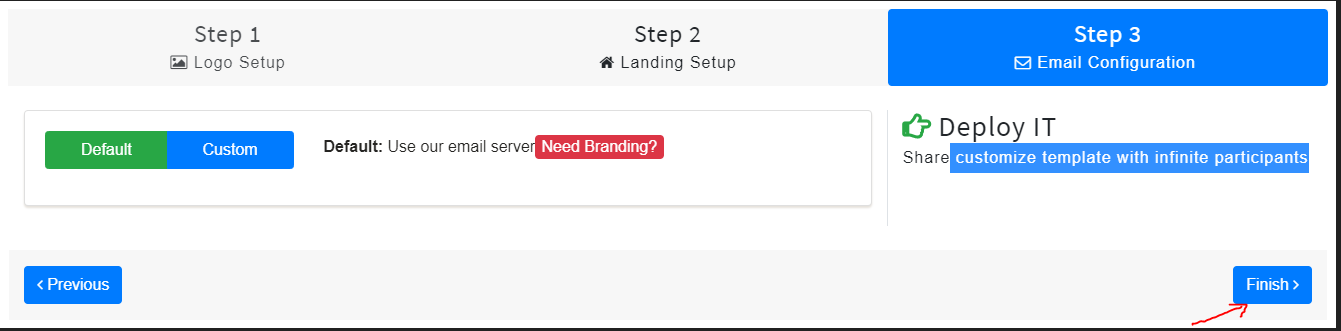 Step 1
Logo Setup
Step 2
Landing Setup
Step 3
Email Configuration
Default
Custom
Default: Use our email server Need Branding?
Deploy IT
Share customize template with infinite participants
Previous
Finish